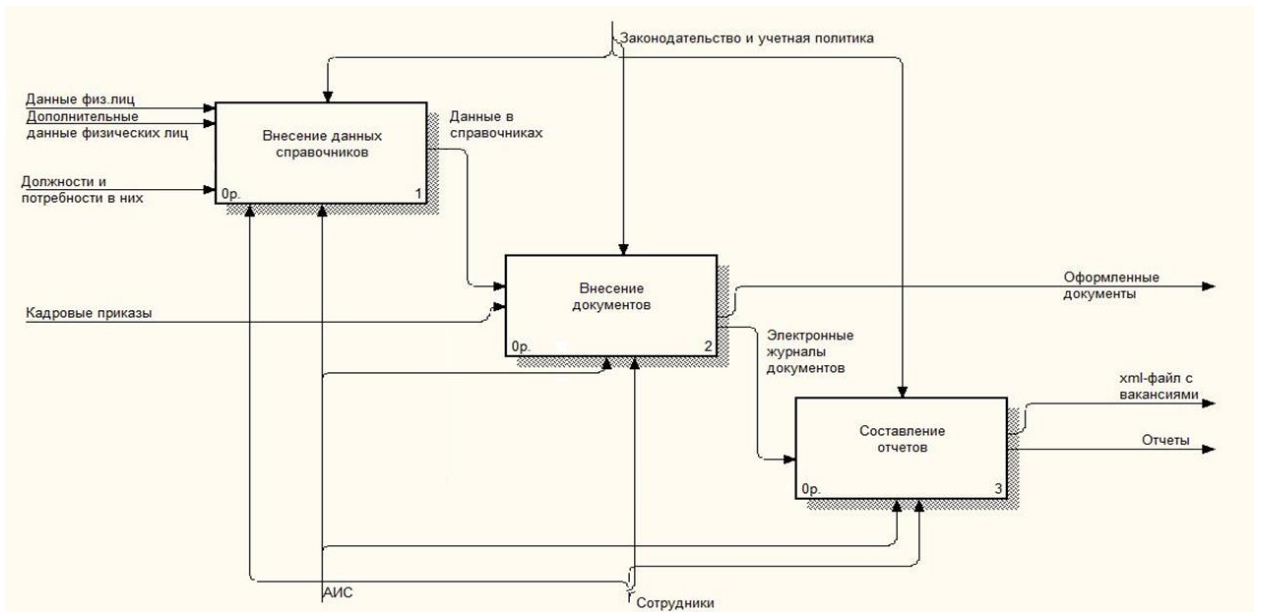 Законодательство и учетная политика
Данные физ.лиц
Дополнительные
данные физических лиц
Должности и
потребности в них
Внесение данных
справочников
0р.
1
Данные в
справочниках
Кадровые приказы
Внесение
документов
0р.
2
Оформленные
документы
Электронные
журналы
документов
Составление
отчетов
0р.
3
xml-файл с
вакансиями
Отчеты
АИС
Сотрудники